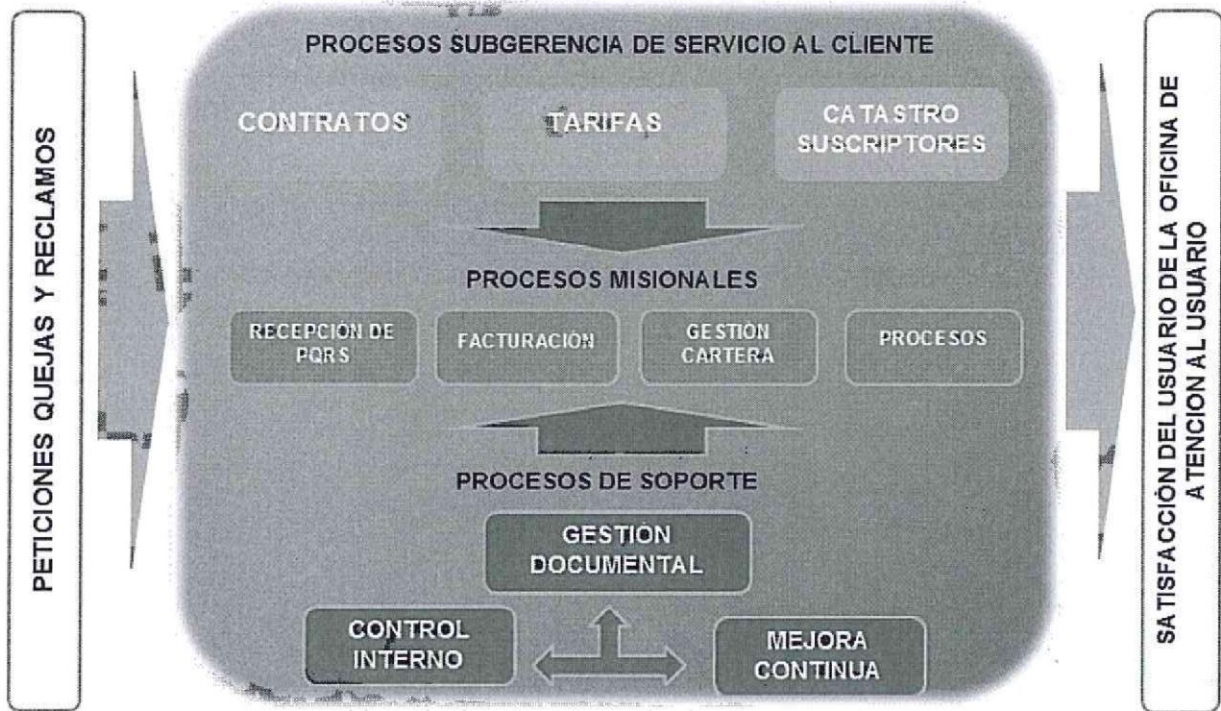 PETICIONES QUEJAS Y RECLAMOS
PROCESOS SUBGERENCIA DE SERVICIO AL CLIENTE
CONTRATOS
TARIFAS
CATASTRO
SUSCRIPTORES
PROCESOS MISIONALES
RECEPCIÓN DE
PQRS
FACTURACIÓN
GESTIÓN
CARTERA
PROCESOS
PROCESOS DE SOPORTE
GESTIÓN
DOCUMENTAL
CONTROL
INTERNO
MEJORA
CONTINUA
SATISFACCIÓN DEL USUARIO DE LA OFICINA DE
ATENCION AL USUARIO